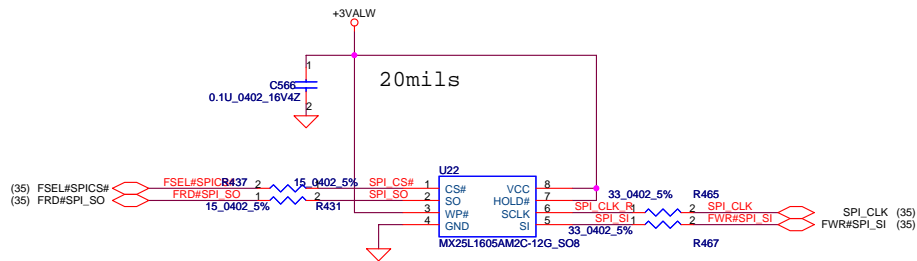 +3VALW
1
20mils
C566
0.1U_0402_16V4Z
2
U22
(35) FSEL#SPICS# FSEL#SPICS# R437 2 15_0402_5% 1 SPI_CS# 1 CS# VCC 8
(35) FRD#SPI_SO FRD#SPI_SO 2 1 SPI_SO 2 SO HOLD# 7 33_0402_5% R465
15_0402_5% R431 3 WP# SCLK 6 SPI_CLK_R 1 2 SPI_CLK SPI_CLK (35)
4 GND SI 5 SPI_SI 1 2 FWR#SPI_SI FWR#SPI_SI (35)
MX25L1605AM2C-12G_SO8 33_0402_5% R467